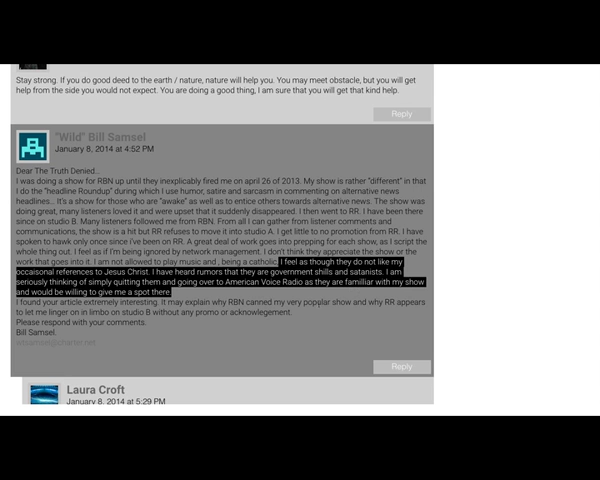 Stay strong. If you do good deed to the earth / nature, nature will help you. You may meet obstacle, but you will get
help from the side you would not expect. You are doing a good thing, I am sure that you will get that kind help.
Reply
"Wild" Bill Samsel
January 8, 2014 at 4:52 PM
Dear The Truth Denied...
I was doing a show for RBN up until they inexplicably fired me on april 26 of 2013. My show is rather "different" in that
I do the "headline Roundup" during which I use humor, satire and sarcasm in commenting on alternative news
headlines... It's a show for those who are "awake" as well as to entice others towards alternative news. The show was
doing great, many listeners loved it and were upset that it suddenly disappeared. I then went to RR. I have been there
since on studio B. Many listeners followed me from RBN. From all I can gather from listener comments and
communications, the show is a hit but RR refuses to move it into studio A. I get little to no promotion from RR. I have
spoken to hawk only once since i've been on RR. A great deal of work goes into prepping for each show, as I script the
whole thing out. I feel as if I'm being ignored by network management. I don't think they appreciate the show or the
work that goes into it. I am not allowed to play music and , being a catholic, I feel as though they do not like my
occaisonal references to Jesus Christ. I have heard rumors that they are government shills and satanists. I am
seriously thinking of simply quitting them and going over to American Voice Radio as they are familliar with my show
and would be willing to give me a spot there.
I found your article extremely interesting. It may explain why RBN canned my very popular show and why RR appears
to let me linger on in limbo on studio B without any promo or acknowlegement.
Please respond with your comments.
Bill Samsel.
Reply
Laura Croft
January 8, 2014 at 5:29 PM